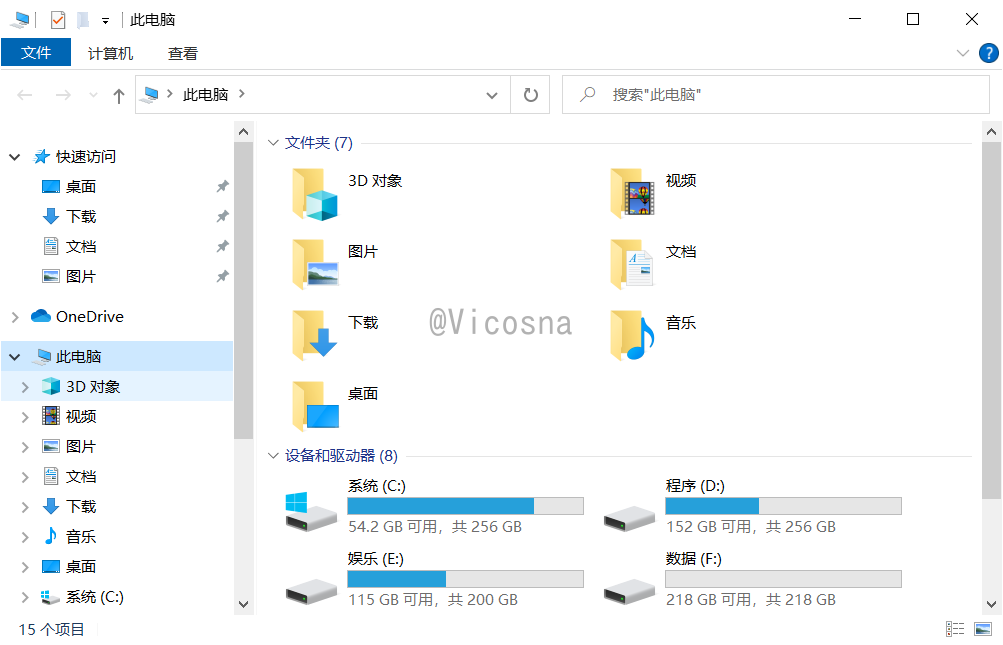 此电脑
文件 计算机 查看
此电脑
搜索"此电脑"
快速访问
桌面
下载
文档
图片
OneDrive
此电脑
3D 对象
视频
图片
文档
下载
音乐
桌面
系统 (C:)
文件夹 (7)
3D 对象
视频
图片
文档
下载
音乐
桌面
@Vicosna
设备和驱动器 (8)
系统 (C:)
54.2 GB 可用，共 256 GB
程序 (D:)
152 GB 可用，共 256 GB
娱乐 (E:)
115 GB 可用，共 200 GB
数据 (F:)
218 GB 可用，共 218 GB
15 个项目